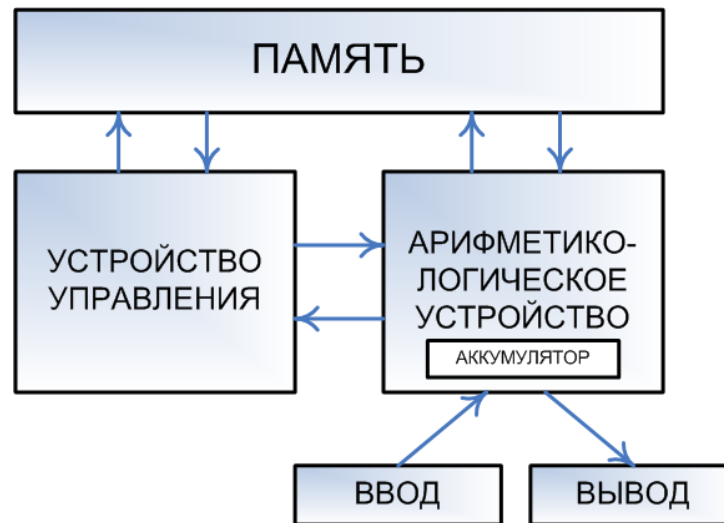 ПАМЯТЬ
УСТРОЙСТВО
УПРАВЛЕНИЯ
АРИФМЕТИКО-
ЛОГИЧЕСКОЕ
УСТРОЙСТВО
АККУМУЛЯТОР
ВВОД
ВЫВОД